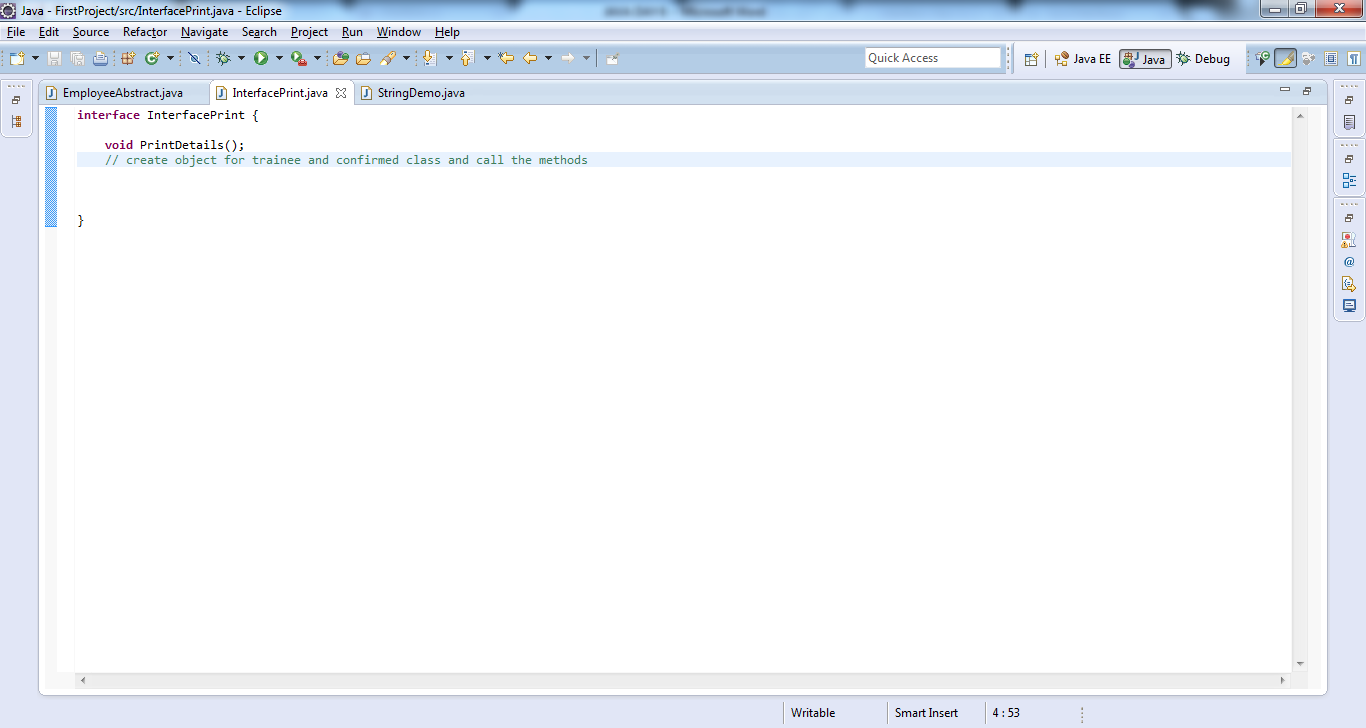 Java - FirstProject/src/InterfacePrint.java - Eclipse
File Edit Source Refactor Navigate Search Project Run Window Help
Quick Access
Java EE
Java
Debug
EmployeeAbstract.java
InterfacePrint.java
StringDemo.java
interface InterfacePrint {
void PrintDetails();
// create object for trainee and confirmed class and call the methods
}
Writable
Smart Insert
4 : 53